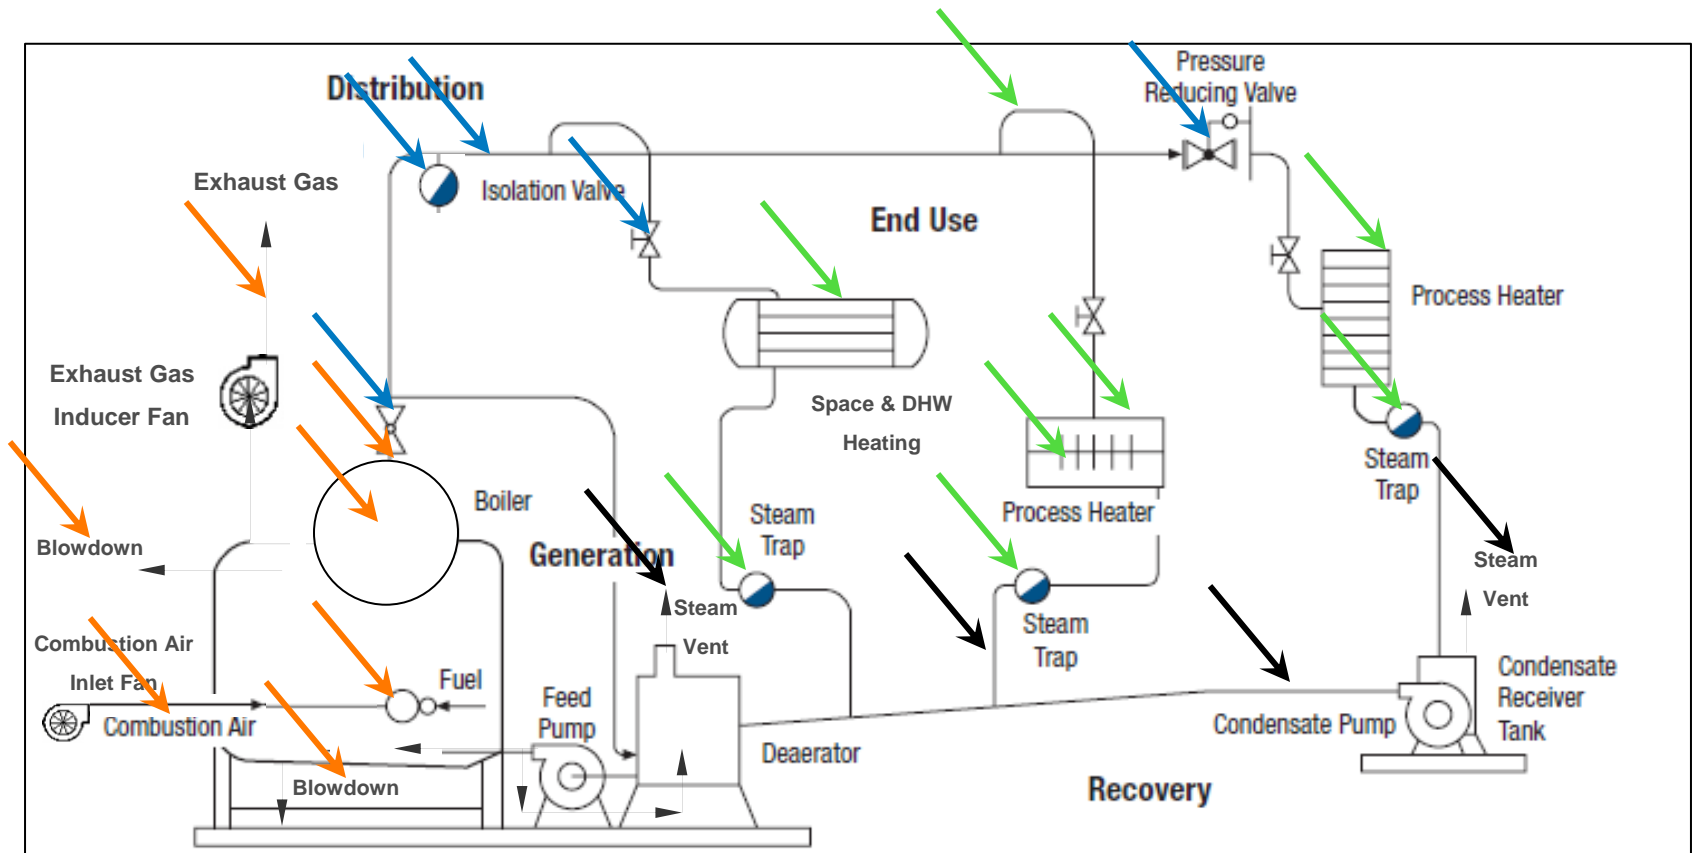 Distribution
Pressure
Reducing Valve
Exhaust Gas
Isolation Valve
End Use
Process Heater
Exhaust Gas
Inducer Fan
Space & DHW
Heating
Steam
Trap
Boiler
Process Heater
Steam
Trap
Blowdown
Generation
Steam
Vent
Steam
Vent
Steam
Trap
Combustion Air
Inlet Fan
Combustion Air
Fuel
Feed
Pump
Deaerator
Condensate Pump
Condensate
Receiver
Tank
Blowdown
Recovery